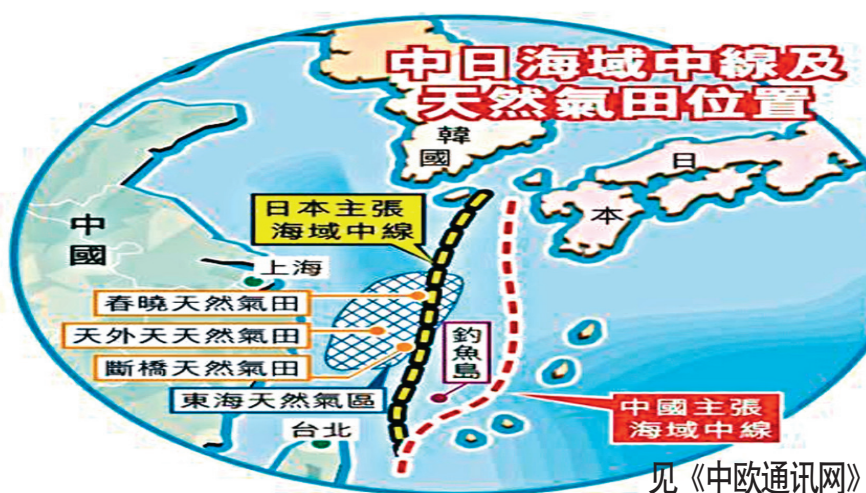 中日海域中線及
天然氣田位置
韓
國
日
本
中
國
日本主張
海域中線
上海
春曉天然氣田
天外天天然氣田
斷橋天然氣田
釣
魚
島
東海天然氣區
台北
中國主張
海域中線
见《中欧通讯网》